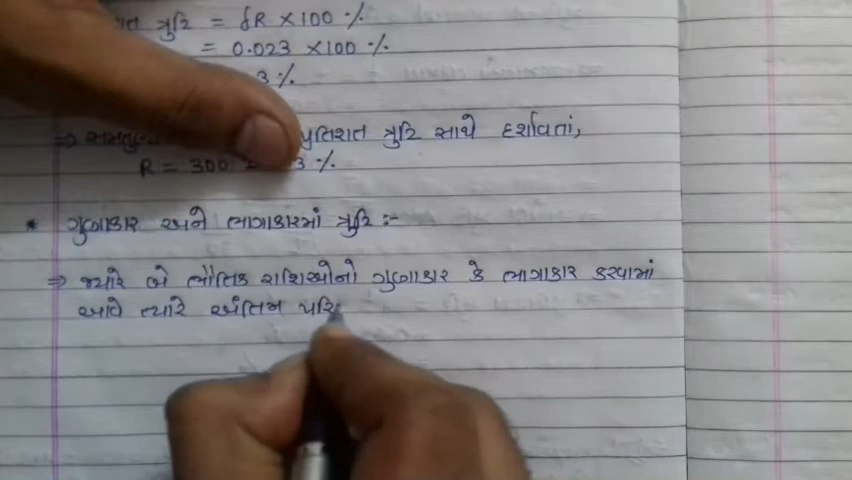 ત્રુટિ = δR × 100 %
= 0.023 × 100 %
3 %
⇒ પ્રતિશત ત્રુટિ સાથે દર્શાવતાં,
R = 300 3 %
* ગુણાકાર અને ભાગાકારમાં ત્રુટિ :-
⇒ જ્યારે બે ભૌતિક રાશિઓનો ગુણાકાર કે ભાગાકાર કરવામાં
આવે ત્યારે અંતિમ પરિ